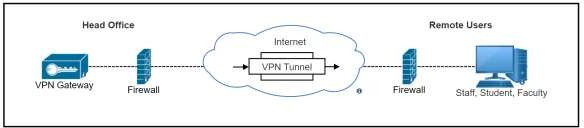 Head Office
Remote Users
Internet
VPN Tunnel
VPN Gateway
Firewall
Firewall
Staff, Student, Faculty